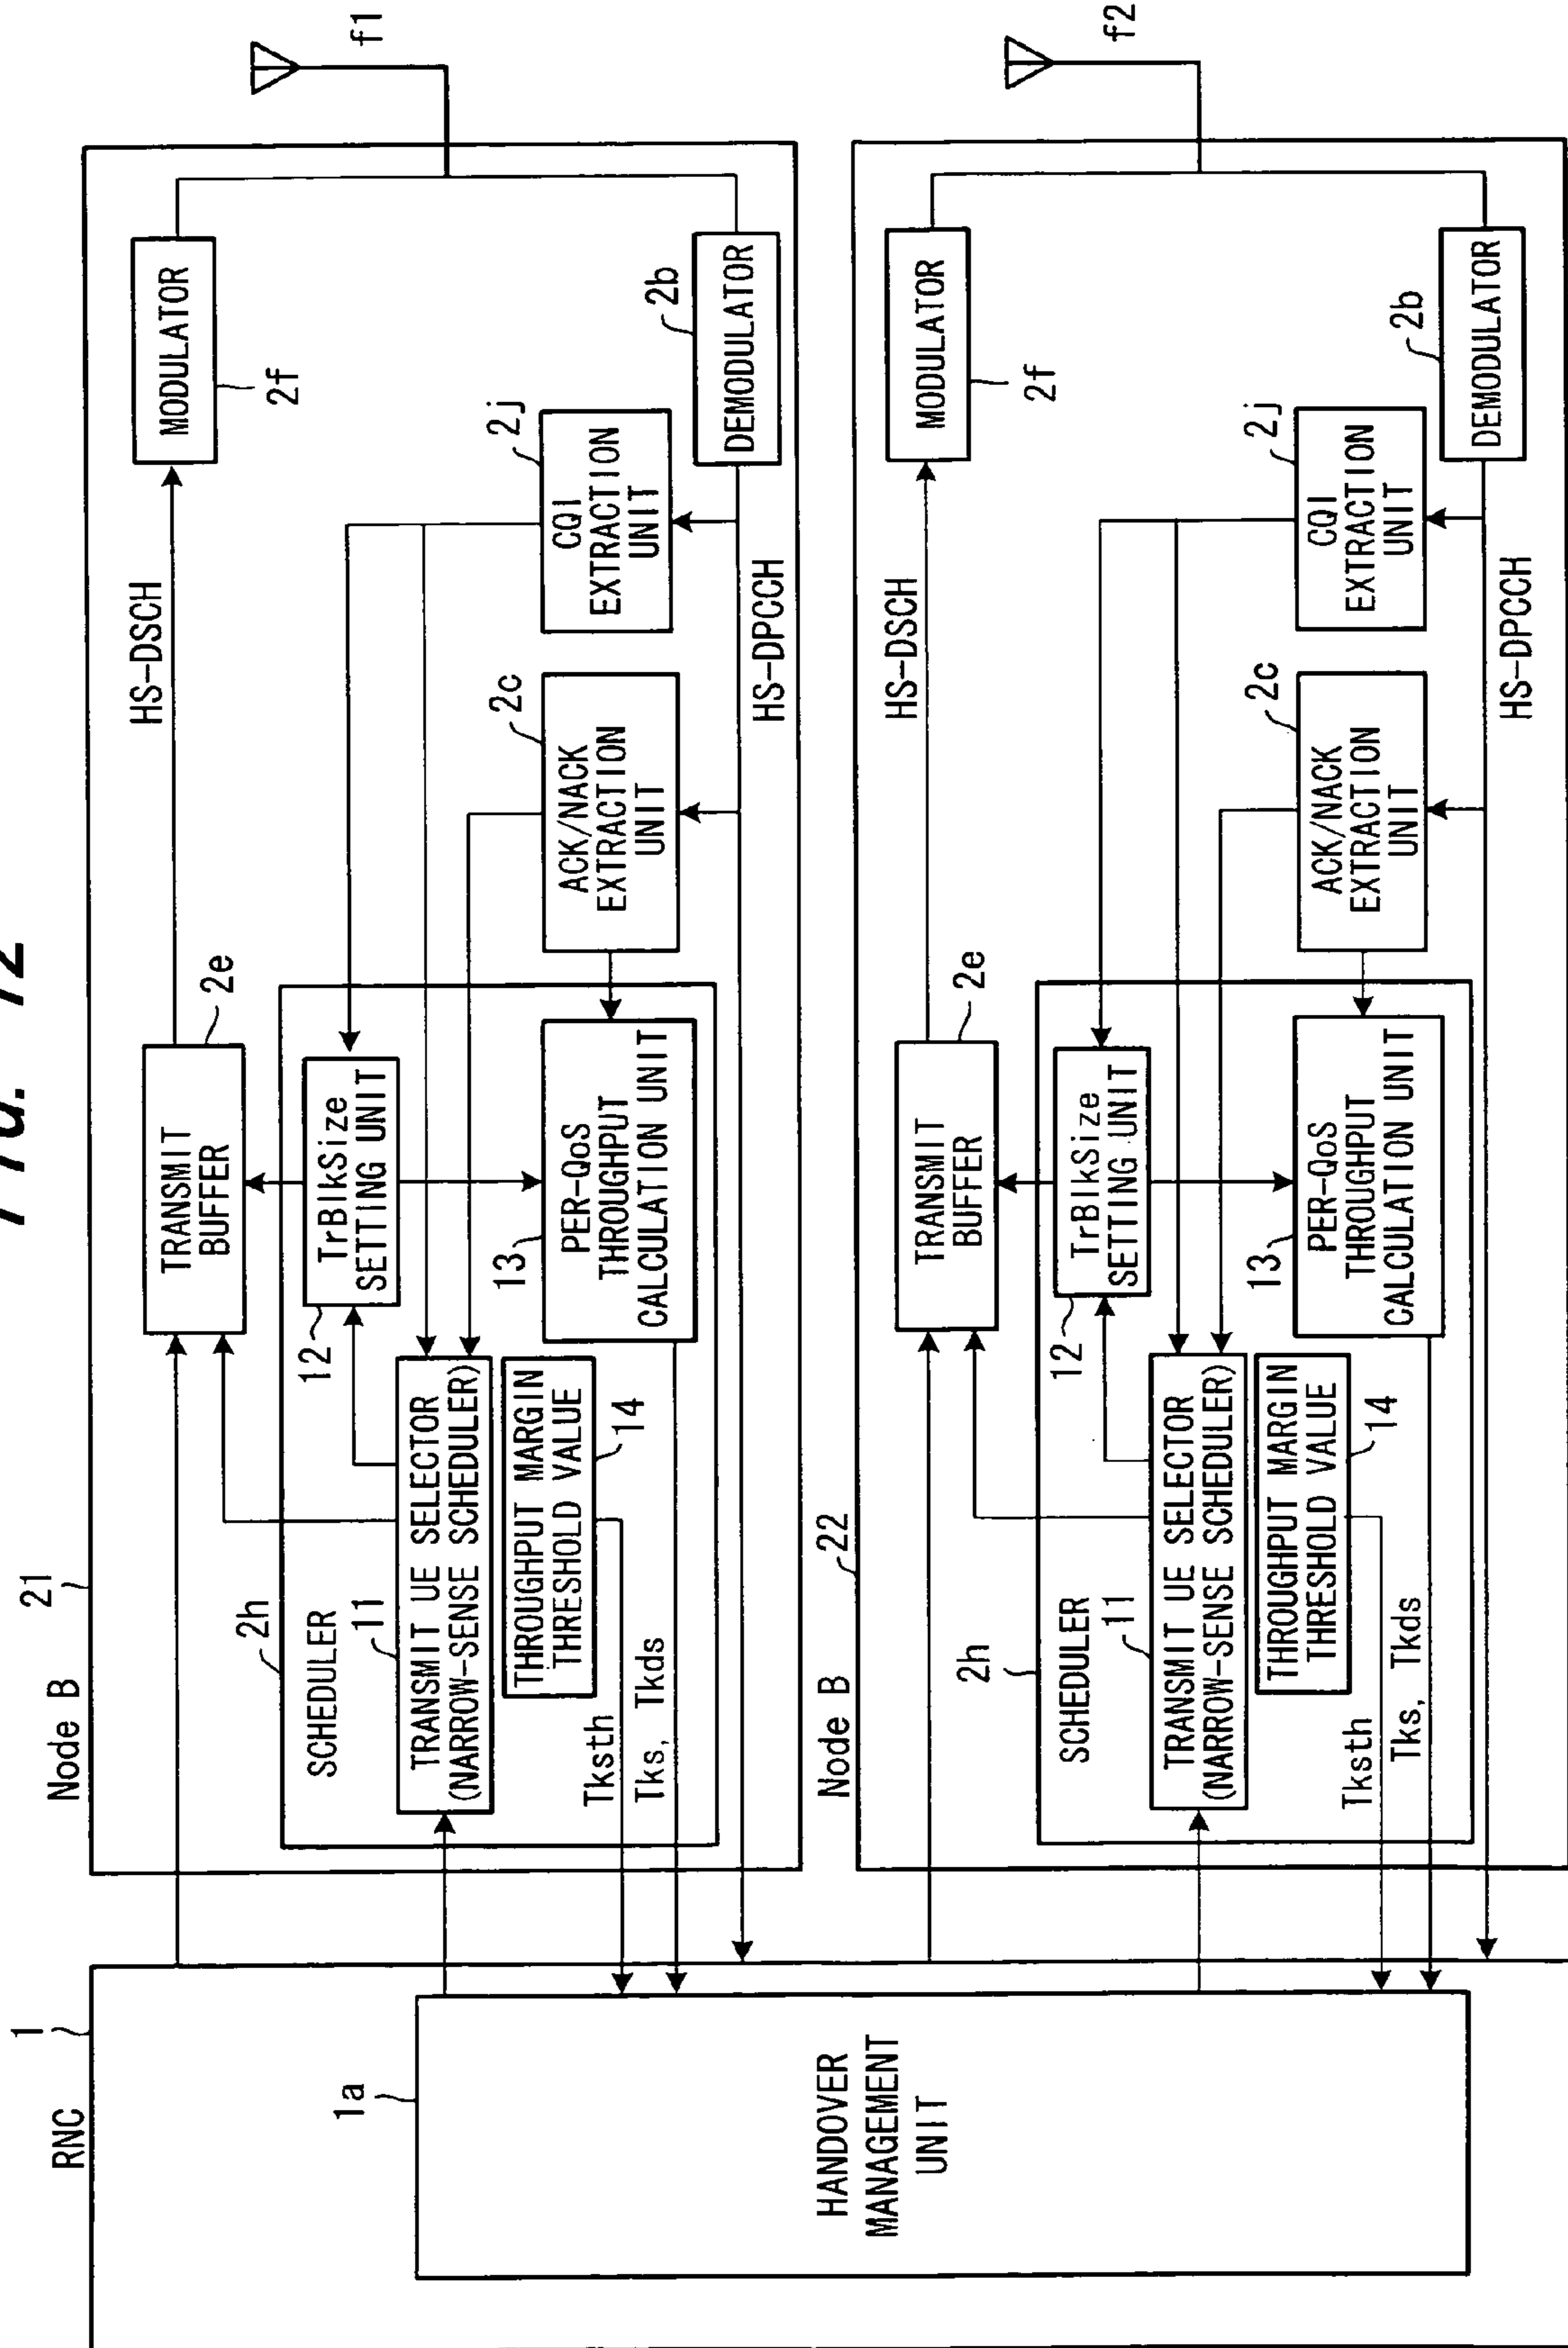 RNC
1
1a
HANDOVER
MANAGEMENT
UNIT
Node B
21
2h
SCHEDULER
11
TRANSMIT UE SELECTOR
(NARROW-SENSE SCHEDULER)
THROUGHPUT MARGIN
THRESHOLD VALUE
14
Tksth
Tks, Tkds
12
TrBlkSize
SETTING UNIT
13
PER-QoS
THROUGHPUT
CALCULATION UNIT
TRANSMIT
BUFFER
2e
ACK/NACK
EXTRACTION
UNIT
2c
CQI
EXTRACTION
UNIT
2j
HS-DSCH
HS-DPCCH
MODULATOR
2f
DEMODULATOR
2b
f1
Node B
22
2h
SCHEDULER
11
TRANSMIT UE SELECTOR
(NARROW-SENSE SCHEDULER)
THROUGHPUT MARGIN
THRESHOLD VALUE
14
Tksth
Tks, Tkds
12
TrBlkSize
SETTING UNIT
13
PER-QoS
THROUGHPUT
CALCULATION UNIT
TRANSMIT
BUFFER
2e
ACK/NACK
EXTRACTION
UNIT
2c
CQI
EXTRACTION
UNIT
2j
HS-DSCH
HS-DPCCH
MODULATOR
2f
DEMODULATOR
2b
f2